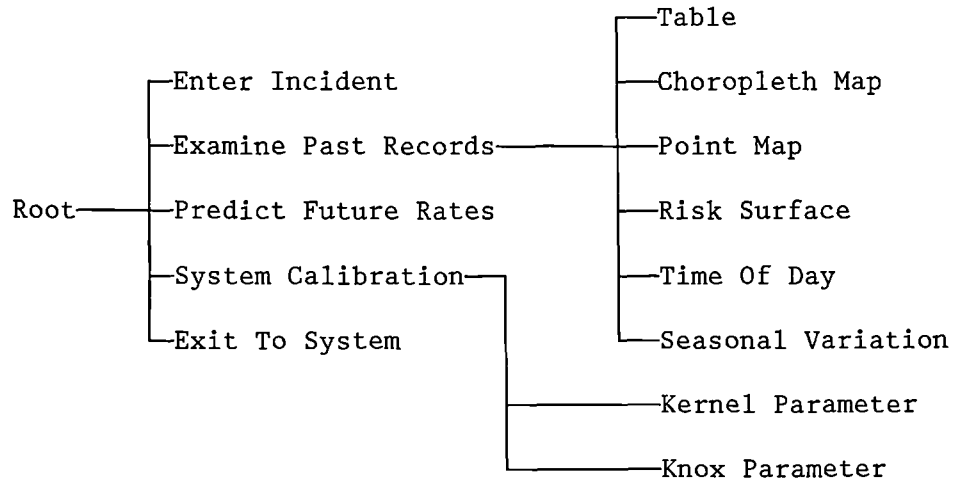 Root
Enter Incident
Examine Past Records
Predict Future Rates
System Calibration
Exit To System
Table
Choropleth Map
Point Map
Risk Surface
Time Of Day
Seasonal Variation
Kernel Parameter
Knox Parameter